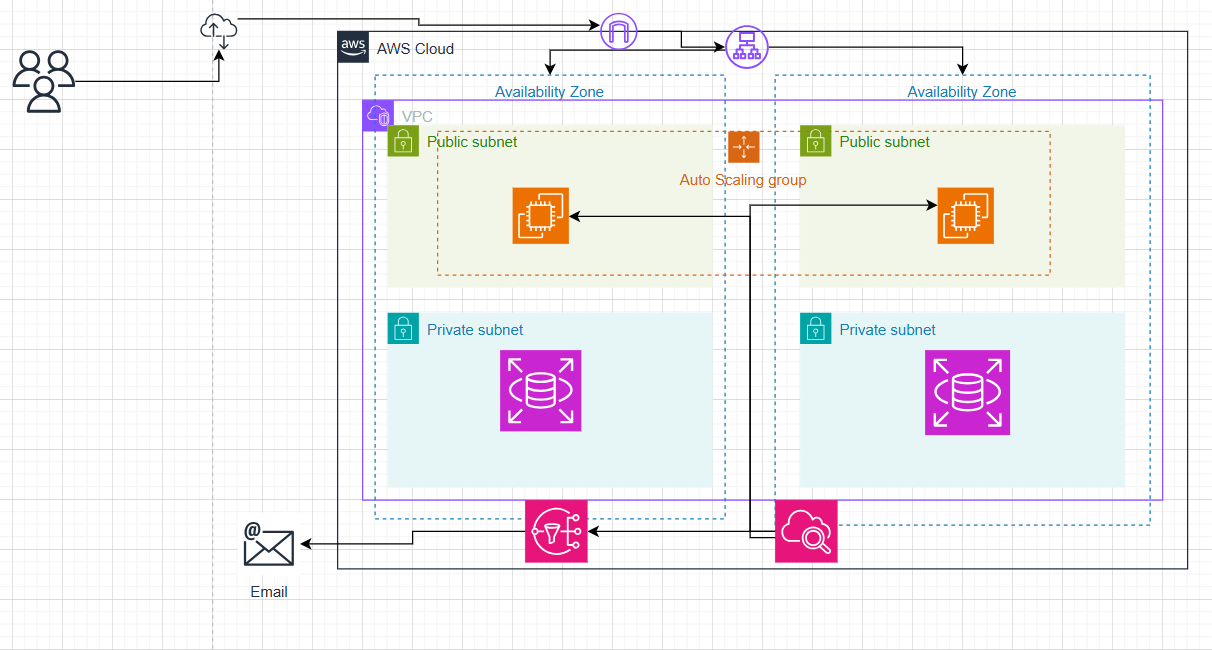 aws
AWS Cloud
Availability Zone
Availability Zone
VPC
Public subnet
Public subnet
Auto Scaling group
Private subnet
Private subnet
@
Email